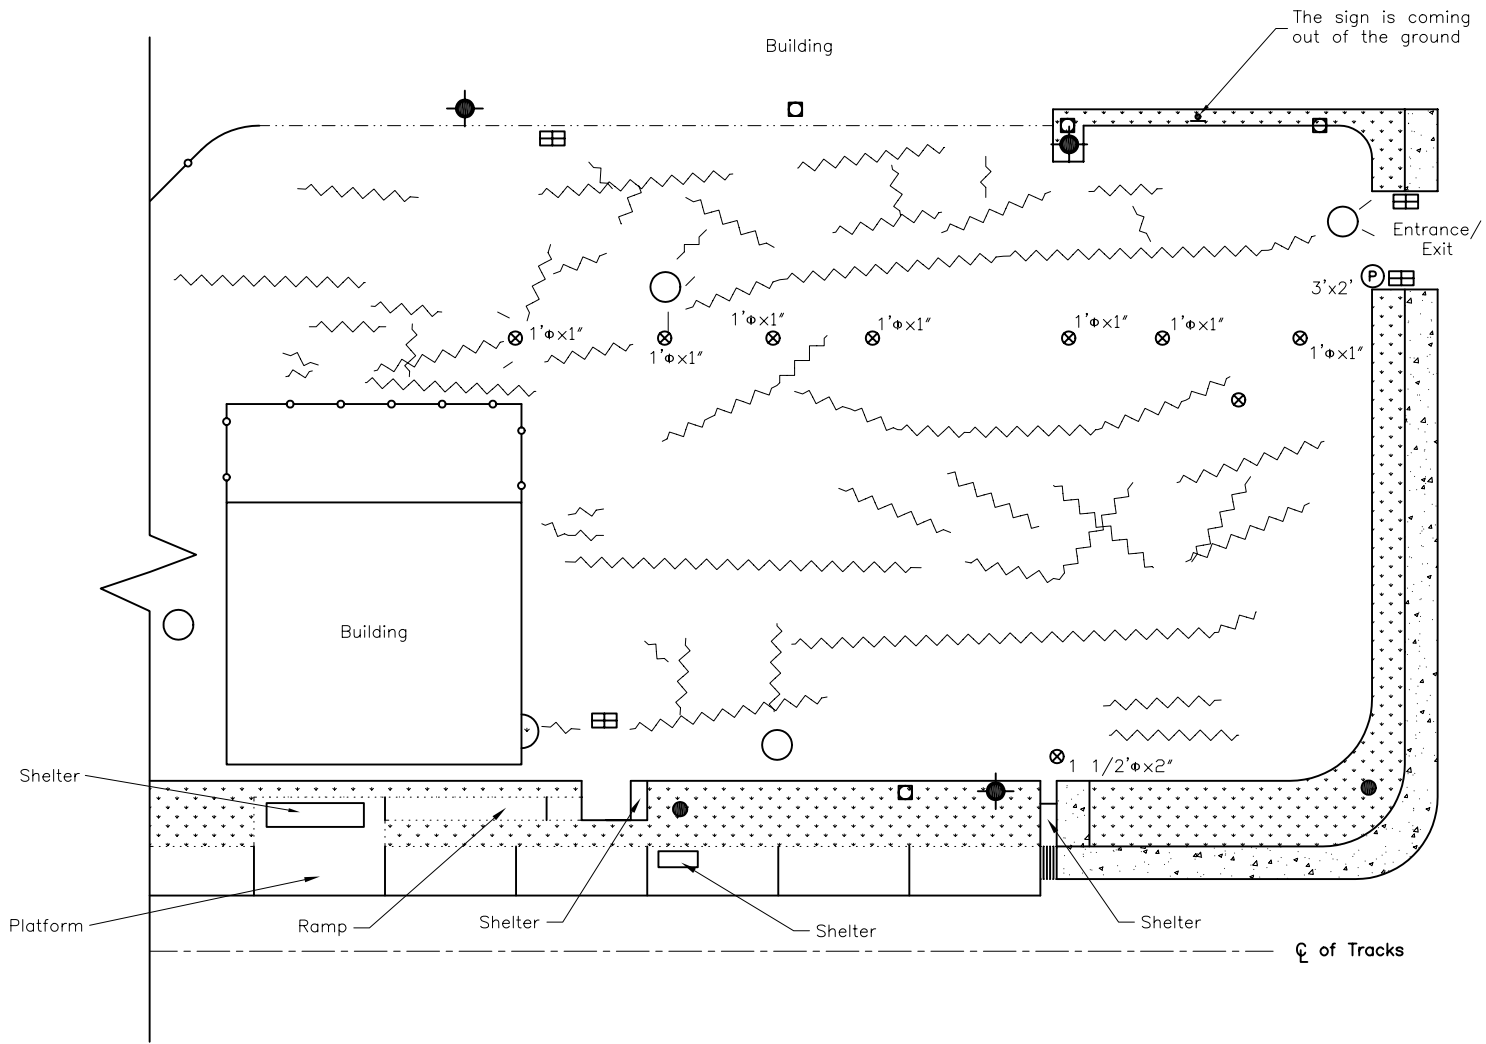 The sign is coming
out of the ground
Building
Entrance/
Exit
P
3'x2'
1'Φx1"
1'Φx1"
1'Φx1"
1'Φx1"
1'Φx1"
1'Φx1"
1'Φx1"
Building
1 1/2'Φx2"
Shelter
Platform
Ramp
Shelter
Shelter
Shelter
℄ of Tracks